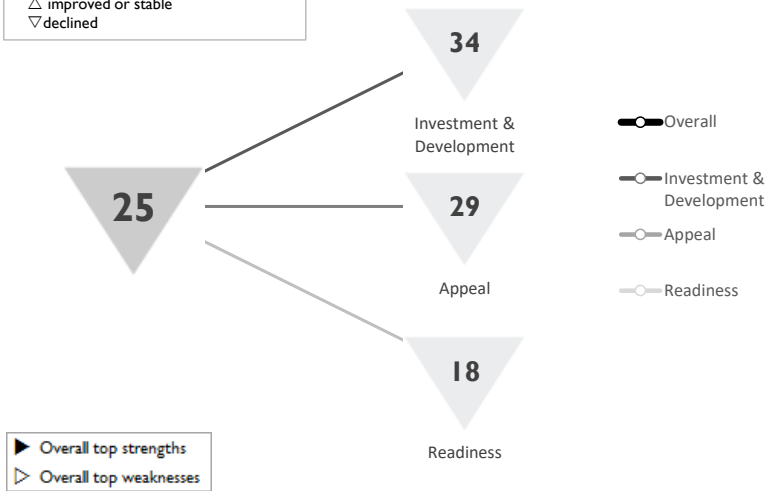 △ improved or stable
▽ declined
34
Investment &
Development
25
29
Appeal
18
Readiness
Overall
Investment &
Development
Appeal
Readiness
▶ Overall top strengths
▷ Overall top weaknesses